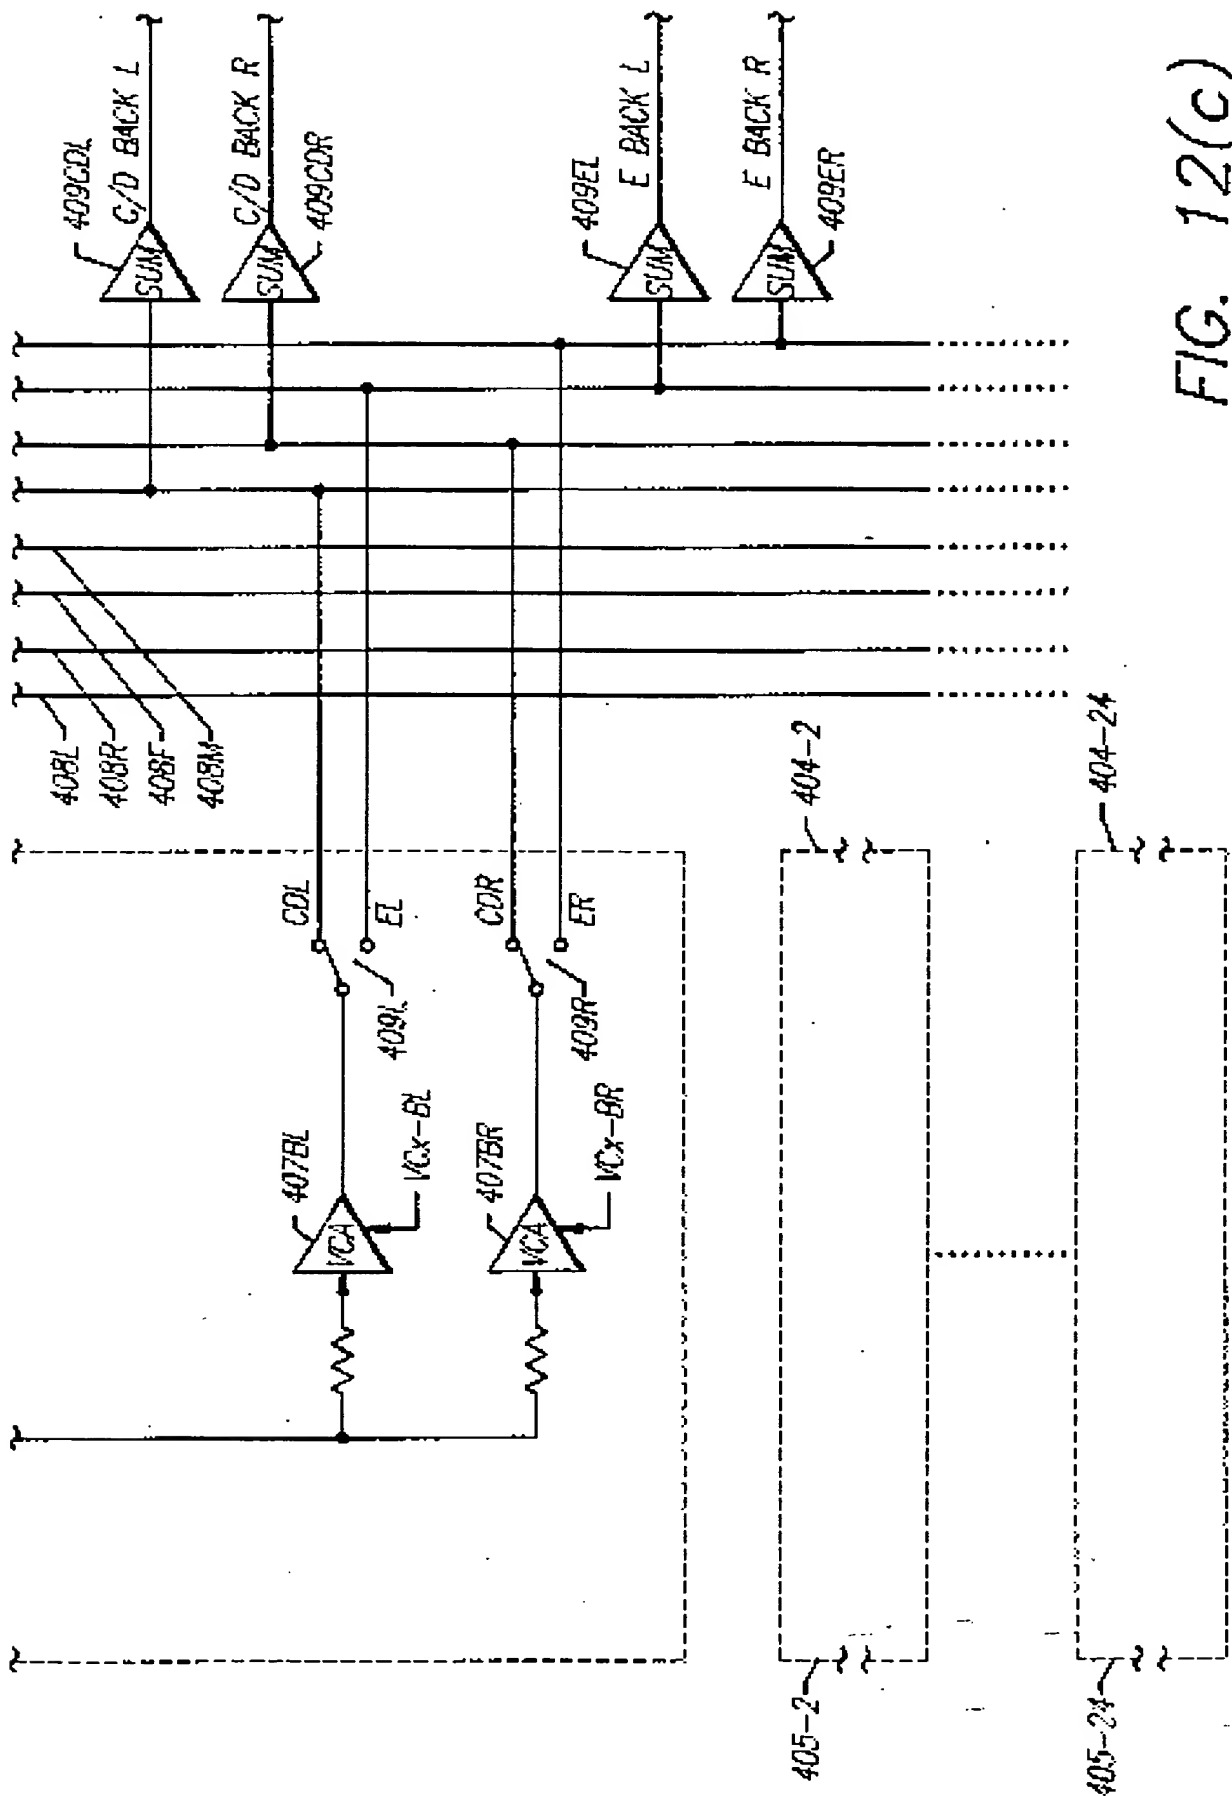 409CDL
C/D BACK L
SUM
C/D BACK R
409CDR
SUM
409EL
E BACK L
SUM
E BACK R
409ER
SUM
408L
408R
408F
408M
CDL
EL
409L
CDR
ER
409R
407BL
VCA
VCx-BL
407BR
VCA
VCx-BR
404-2
404-24
405-2
405-24
FIG. 12(c)